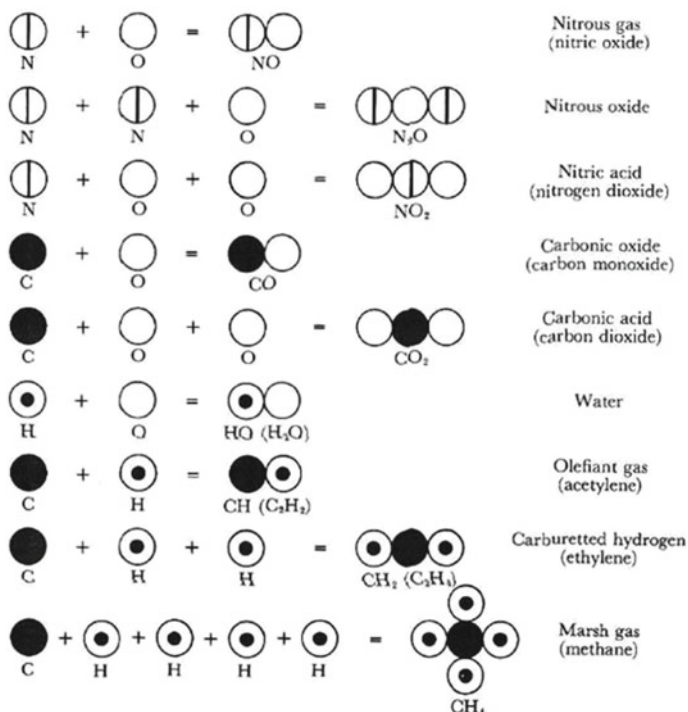 + = Nitrous gas
(nitric oxide)
N O NO
+ + = Nitrous oxide
N N O N₂O
+ + = Nitric acid
(nitrogen dioxide)
N O O NO₂
+ = Carbonic oxide
(carbon monoxide)
C O CO
+ + = Carbonic acid
(carbon dioxide)
C O O CO₂
+ = Water
H O HO (H₂O)
+ = Olefiant gas
(acetylene)
C H CH (C₂H₂)
+ + = Carburetted hydrogen
(ethylene)
C H H CH₂ (C₂H₄)
+ + + + = Marsh gas
(methane)
C H H H H
CH₄